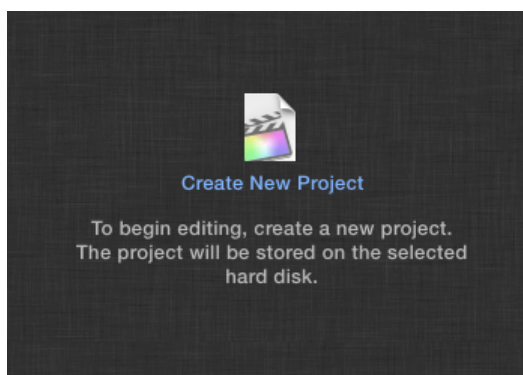 Create New Project
To begin editing, create a new project.
The project will be stored on the selected
hard disk.